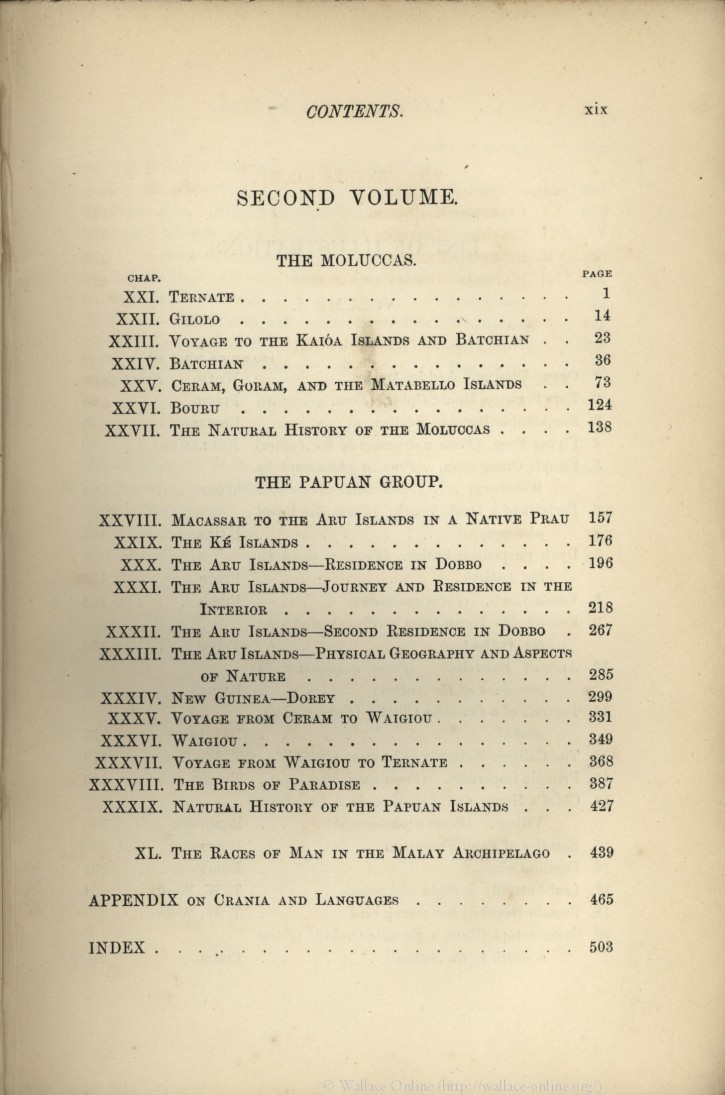 CONTENTS. xix
SECOND VOLUME.
THE MOLUCCAS.
CHAP. PAGE
XXI. TERNATE . . . . . . . . . . . . . . . . 1
XXII. GILOLO . . . . . . . . . . . . . . . . 14
XXIII. VOYAGE TO THE KAIÓA ISLANDS AND BATCHIAN . . 23
XXIV. BATCHIAN . . . . . . . . . . . . . . . 36
XXV. CERAM, GORAM, AND THE MATABELLO ISLANDS . . 73
XXVI. BOURU . . . . . . . . . . . . . . . . 124
XXVII. THE NATURAL HISTORY OF THE MOLUCCAS . . . . 138
THE PAPUAN GROUP.
XXVIII. MACASSAR TO THE ARU ISLANDS IN A NATIVE PRAU 157
XXIX. THE KÉ ISLANDS . . . . . . . . . . . . . 176
XXX. THE ARU ISLANDS—RESIDENCE IN DOBBO . . . . 196
XXXI. THE ARU ISLANDS—JOURNEY AND RESIDENCE IN THE
INTERIOR . . . . . . . . . . . . . . 218
XXXII. THE ARU ISLANDS—SECOND RESIDENCE IN DOBBO . 267
XXXIII. THE ARU ISLANDS—PHYSICAL GEOGRAPHY AND ASPECTS
OF NATURE . . . . . . . . . . . . . 285
XXXIV. NEW GUINEA—DOREY . . . . . . . . . . . 299
XXXV. VOYAGE FROM CERAM TO WAIGIOU . . . . . . . 331
XXXVI. WAIGIOU . . . . . . . . . . . . . . . . 349
XXXVII. VOYAGE FROM WAIGIOU TO TERNATE . . . . . . 368
XXXVIII. THE BIRDS OF PARADISE . . . . . . . . . . 387
XXXIX. NATURAL HISTORY OF THE PAPUAN ISLANDS . . . 427
XL. THE RACES OF MAN IN THE MALAY ARCHIPELAGO . 439
APPENDIX ON CRANIA AND LANGUAGES . . . . . . . . 465
INDEX . . . . . . . . . . . . . . . . . . . . 503
© Wallace Online (http://wallace-online.org/)